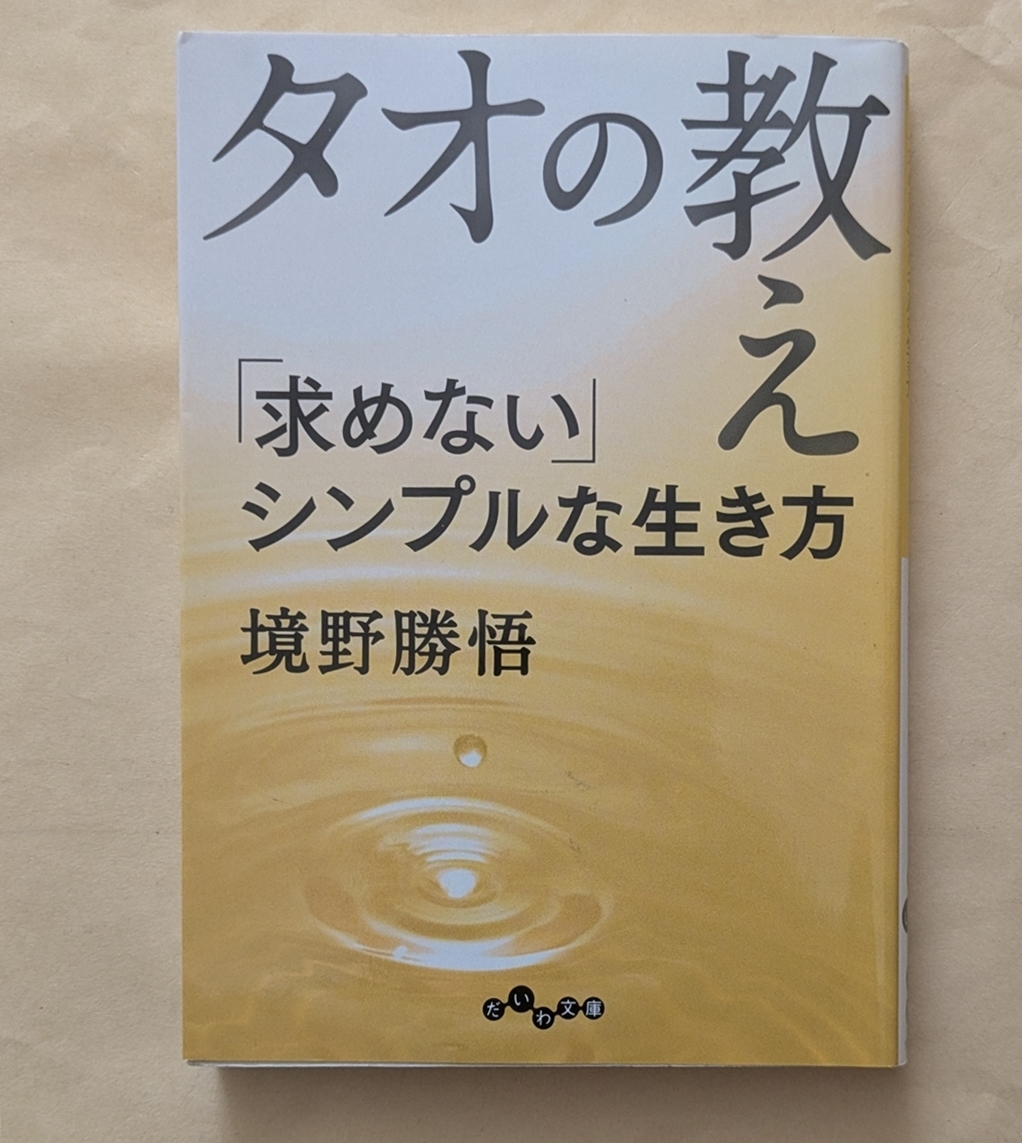 タオの教え
「求めない」
シンプルな生き方
境野勝悟
だいわ文庫